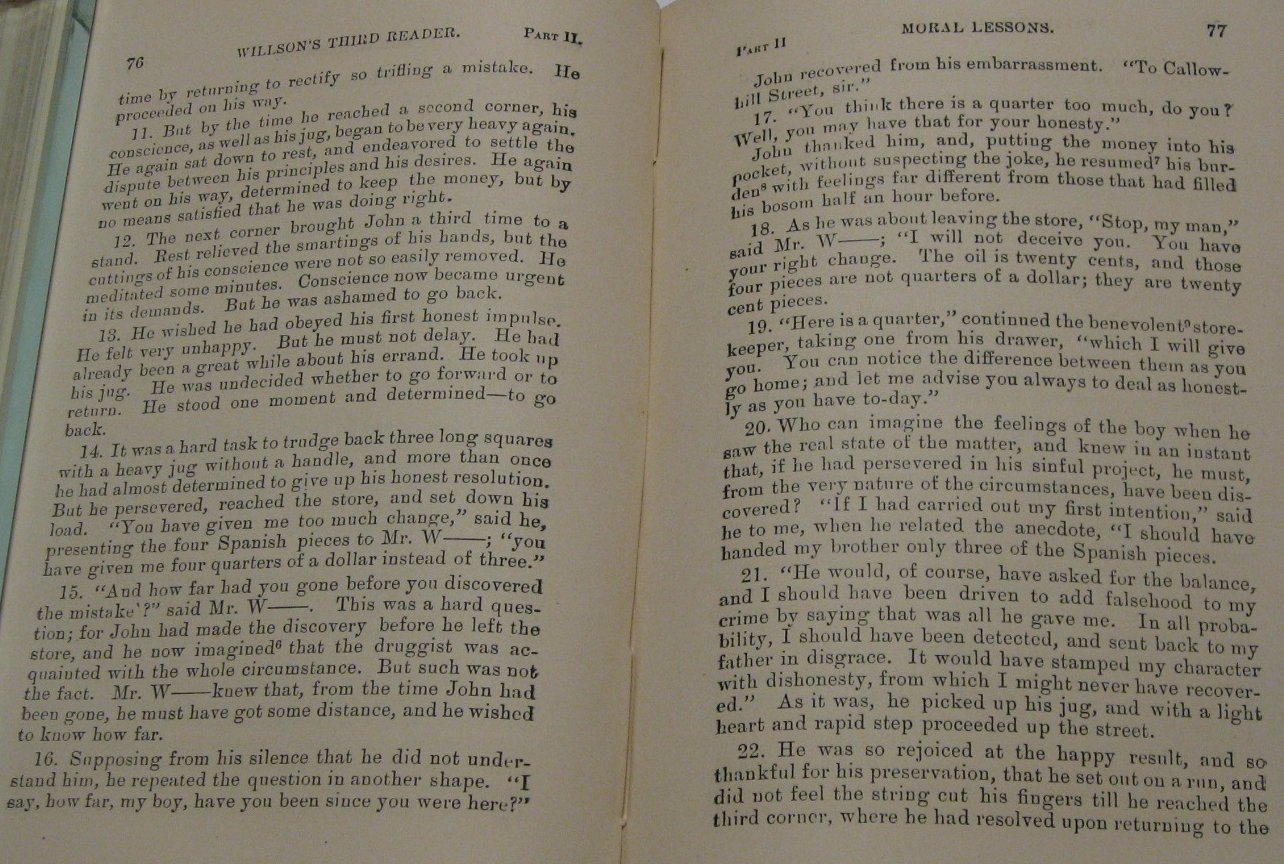 76
WILLSON'S THIRD READER.
PART II.
time by returning to rectify so trifling a mistake. He
proceeded on his way.
11. But by the time he reached a second corner, his
conscience, as well as his jug, began to be very heavy again.
He again sat down to rest, and endeavored to settle the
dispute between his principles and his desires. He again
went on his way, determined to keep the money, but by
no means satisfied that he was doing right.
12. The next corner brought John a third time to a
stand. Rest relieved the smartings of his hands, but the
cuttings of his conscience were not so easily removed. He
meditated some minutes. Conscience now became urgent
in its demands. But he was ashamed to go back.
13. He wished he had obeyed his first honest impulse.
He felt very unhappy. But he must not delay. He had
already been a great while about his errand. He took up
his jug. He was undecided whether to go forward or to
return. He stood one moment and determined—to go
back.
14. It was a hard task to trudge back three long squares
with a heavy jug without a handle, and more than once
he had almost determined to give up his honest resolution.
But he persevered, reached the store, and set down his
load. "You have given me too much change," said he,
presenting the four Spanish pieces to Mr. W——; "you
have given me four quarters of a dollar instead of three."
15. "And how far had you gone before you discovered
the mistake'?" said Mr. W——. This was a hard ques-
tion; for John had made the discovery before he left the
store, and he now imagined⁶ that the druggist was ac-
quainted with the whole circumstance. But such was not
the fact. Mr. W—— knew that, from the time John had
been gone, he must have got some distance, and he wished
to know how far.
16. Supposing from his silence that he did not under-
stand him, he repeated the question in another shape. "I
say, how far, my boy, have you been since you were here?"
PART II
MORAL LESSONS.
77
John recovered from his embarrassment. "To Callow-
hill Street, sir."
17. "You think there is a quarter too much, do you?
Well, you may have that for your honesty."
John thanked him, and, putting the money into his
pocket, without suspecting the joke, he resumed⁷ his bur-
den⁸ with feelings far different from those that had filled
his bosom half an hour before.
18. As he was about leaving the store, "Stop, my man,"
said Mr. W——; "I will not deceive you. You have
your right change. The oil is twenty cents, and those
four pieces are not quarters of a dollar; they are twenty
cent pieces.
19. "Here is a quarter," continued the benevolent⁹ store-
keeper, taking one from his drawer, "which I will give
you. You can notice the difference between them as you
go home; and let me advise you always to deal as honest-
ly as you have to-day."
20. Who can imagine the feelings of the boy when he
saw the real state of the matter, and knew in an instant
that, if he had persevered in his sinful project, he must,
from the very nature of the circumstances, have been dis-
covered? "If I had carried out my first intention," said
he to me, when he related the anecdote, "I should have
handed my brother only three of the Spanish pieces.
21. "He would, of course, have asked for the balance,
and I should have been driven to add falsehood to my
crime by saying that was all he gave me. In all proba-
bility, I should have been detected, and sent back to my
father in disgrace. It would have stamped my character
with dishonesty, from which I might never have recover-
ed." As it was, he picked up his jug, and with a light
heart and rapid step proceeded up the street.
22. He was so rejoiced at the happy result, and so
thankful for his preservation, that he set out on a run, and
did not feel the string cut his fingers till he reached the
third corner, where he had resolved upon returning to the